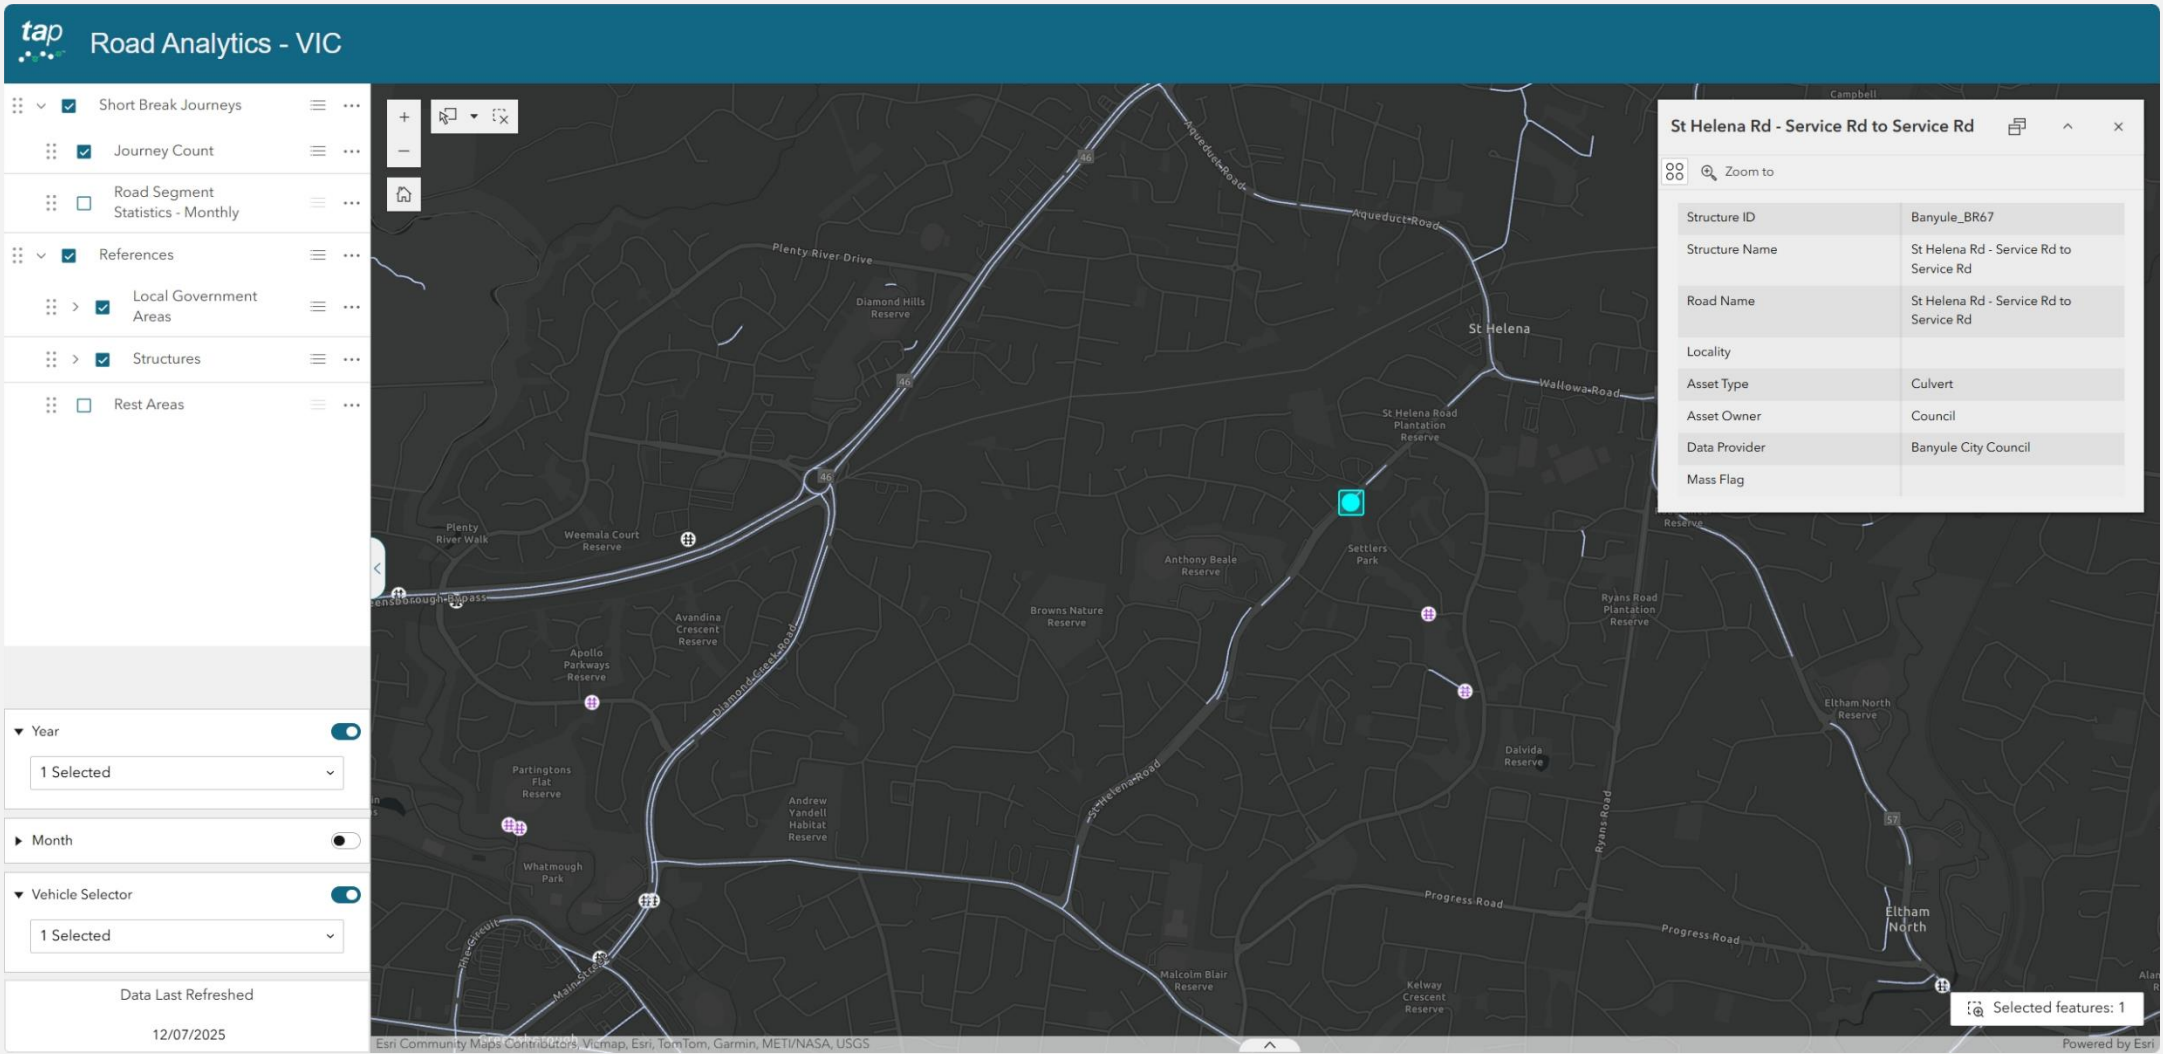 tap
Road Analytics - VIC
Short Break Journeys
Journey Count
Road Segment
Statistics - Monthly
References
Local Government
Areas
Structures
Rest Areas
Year
1 Selected
Month
Vehicle Selector
1 Selected
Data Last Refreshed
12/07/2025
Campbell
46
Aqueduct Road
Aqueduct Road
Plenty River Drive
Diamond Hills
Reserve
St Helena
46
Wallowa Road
St Helena Road
Plantation
Reserve
46
Plenty
River Walk
Weemala Court
Reserve
Reserve
Settlers
Park
Anthony Beale
Reserve
ensborough Bypass
Browns Nature
Reserve
Ryans Road
Plantation
Reserve
Avandina
Crescent
Reserve
Apollo
Parkways
Reserve
Diamond Creek Road
Eltham North
Reserve
Dalvida
Reserve
Partingtons
Flat
Reserve
St Helena Road
Andrew
Yandell
Habitat
Reserve
Ryans Road
57
Whatmough
Park
Progress Road
Eltham
North
The Circuit
Progress Road
Main Street
Malcolm Blair
Reserve
Kelway
Crescent
Reserve
St Helena Rd - Service Rd to Service Rd
Zoom to
Structure ID Banyule_BR67
Structure Name St Helena Rd - Service Rd to
Service Rd
Road Name St Helena Rd - Service Rd to
Service Rd
Locality
Asset Type Culvert
Asset Owner Council
Data Provider Banyule City Council
Mass Flag
Selected features: 1
Esri Community Maps Contributors, Vicmap, Esri, TomTom, Garmin, METI/NASA, USGS
Powered by Esri